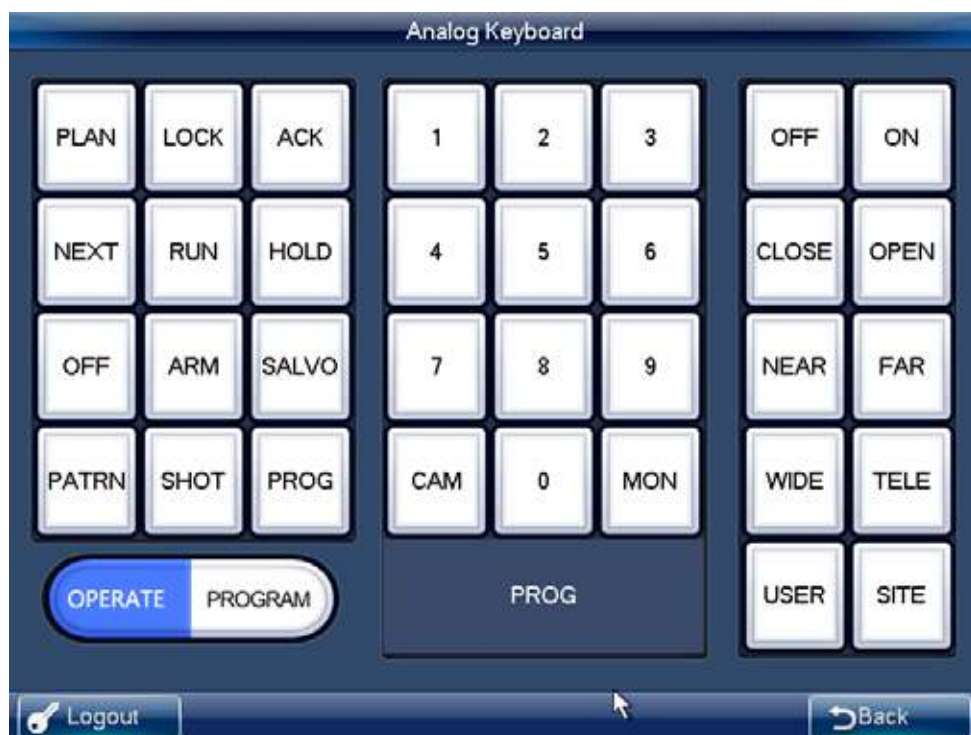 Analog Keyboard
PLAN LOCK ACK 1 2 3 OFF ON
NEXT RUN HOLD 4 5 6 CLOSE OPEN
OFF ARM SALVO 7 8 9 NEAR FAR
PATRN SHOT PROG CAM 0 MON WIDE TELE
OPERATE PROGRAM PROG USER SITE
Logout Back